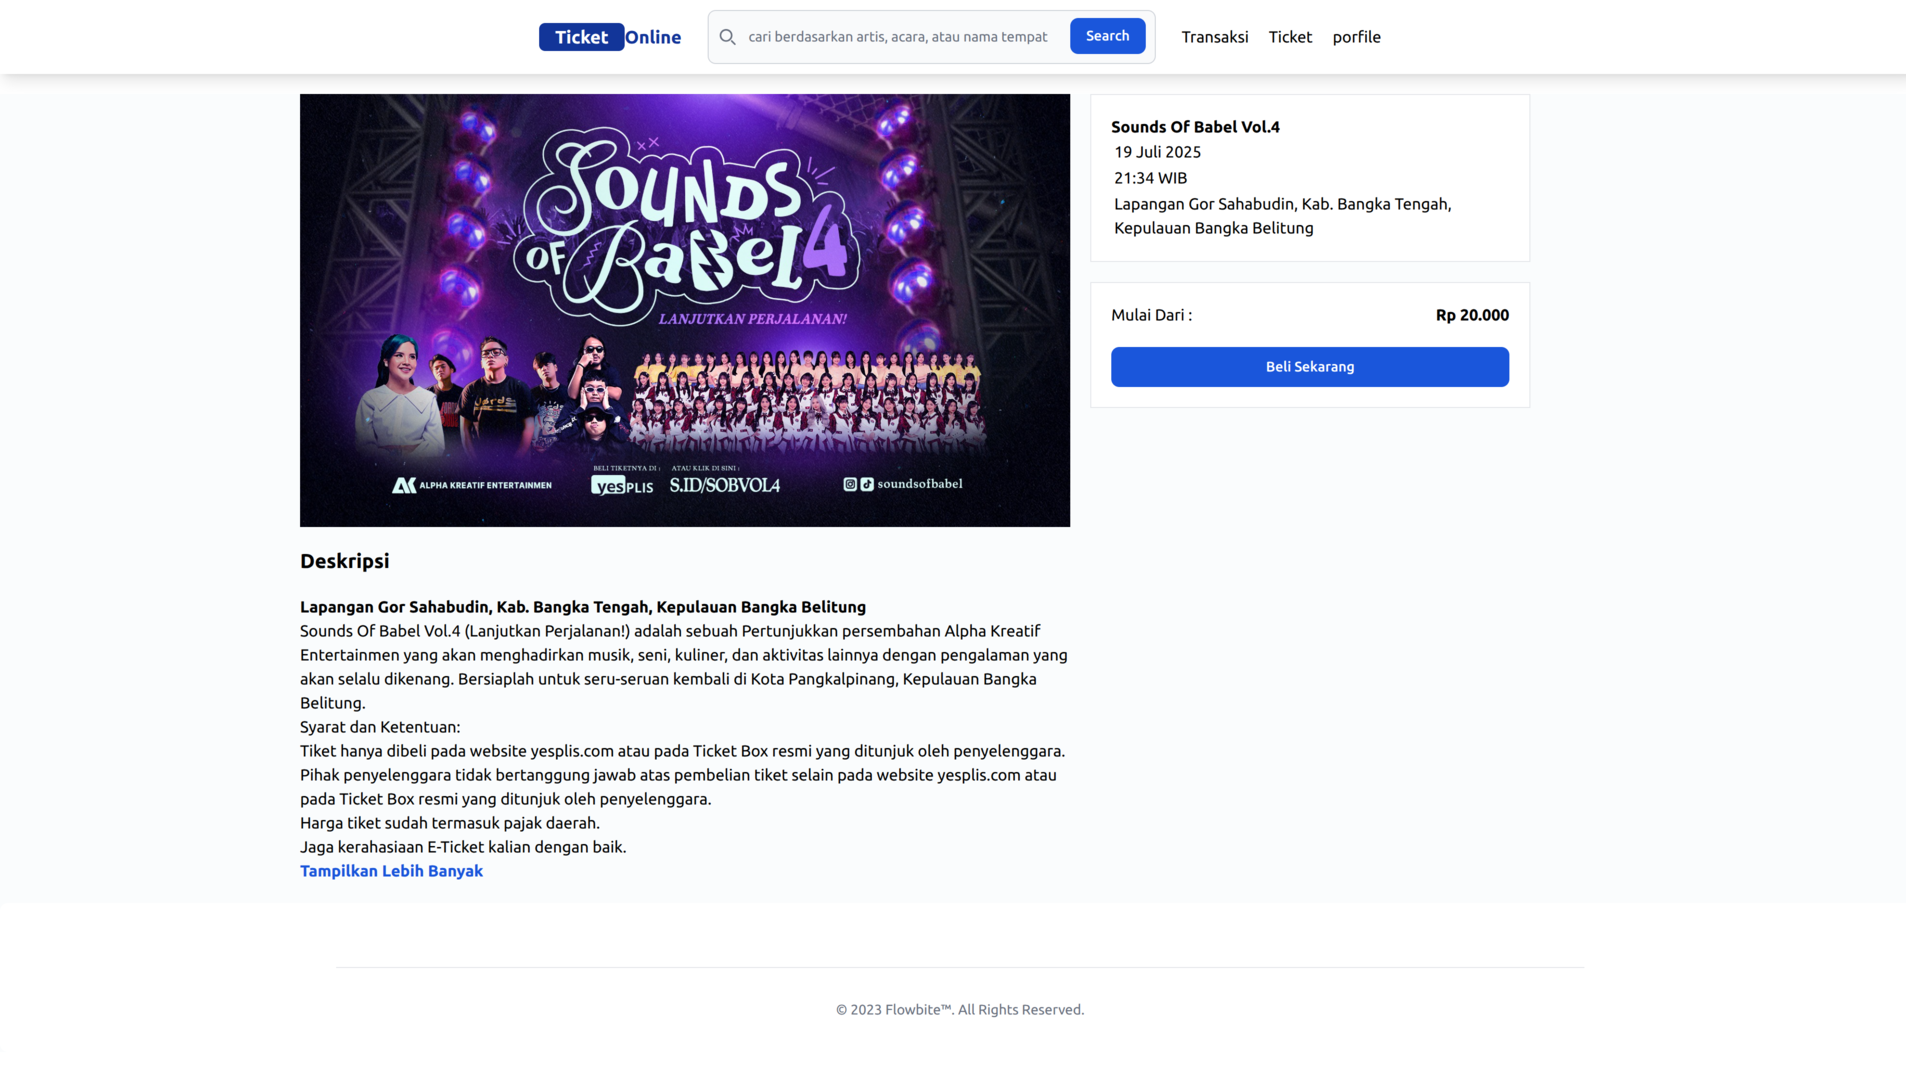 Ticket Online
cari berdasarkan artis, acara, atau nama tempat
Search
Transaksi
Ticket
porfile
SOUNDS
OF BaBel 4
LANJUTKAN PERJALANAN!
BELI TIKETNYA DI :
ATAU KLIK DI SINI :
AK ALPHA KREATIF ENTERTAINMEN
yesPLIS
S.ID/SOBVOL4
soundsofbabel
Sounds Of Babel Vol.4
19 Juli 2025
21:34 WIB
Lapangan Gor Sahabudin, Kab. Bangka Tengah,
Kepulauan Bangka Belitung
Mulai Dari :
Rp 20.000
Beli Sekarang
Deskripsi
Lapangan Gor Sahabudin, Kab. Bangka Tengah, Kepulauan Bangka Belitung
Sounds Of Babel Vol.4 (Lanjutkan Perjalanan!) adalah sebuah Pertunjukkan persembahan Alpha Kreatif
Entertainmen yang akan menghadirkan musik, seni, kuliner, dan aktivitas lainnya dengan pengalaman yang
akan selalu dikenang. Bersiaplah untuk seru-seruan kembali di Kota Pangkalpinang, Kepulauan Bangka
Belitung.
Syarat dan Ketentuan:
Tiket hanya dibeli pada website yesplis.com atau pada Ticket Box resmi yang ditunjuk oleh penyelenggara.
Pihak penyelenggara tidak bertanggung jawab atas pembelian tiket selain pada website yesplis.com atau
pada Ticket Box resmi yang ditunjuk oleh penyelenggara.
Harga tiket sudah termasuk pajak daerah.
Jaga kerahasiaan E-Ticket kalian dengan baik.
Tampilkan Lebih Banyak
© 2023 Flowbite™. All Rights Reserved.